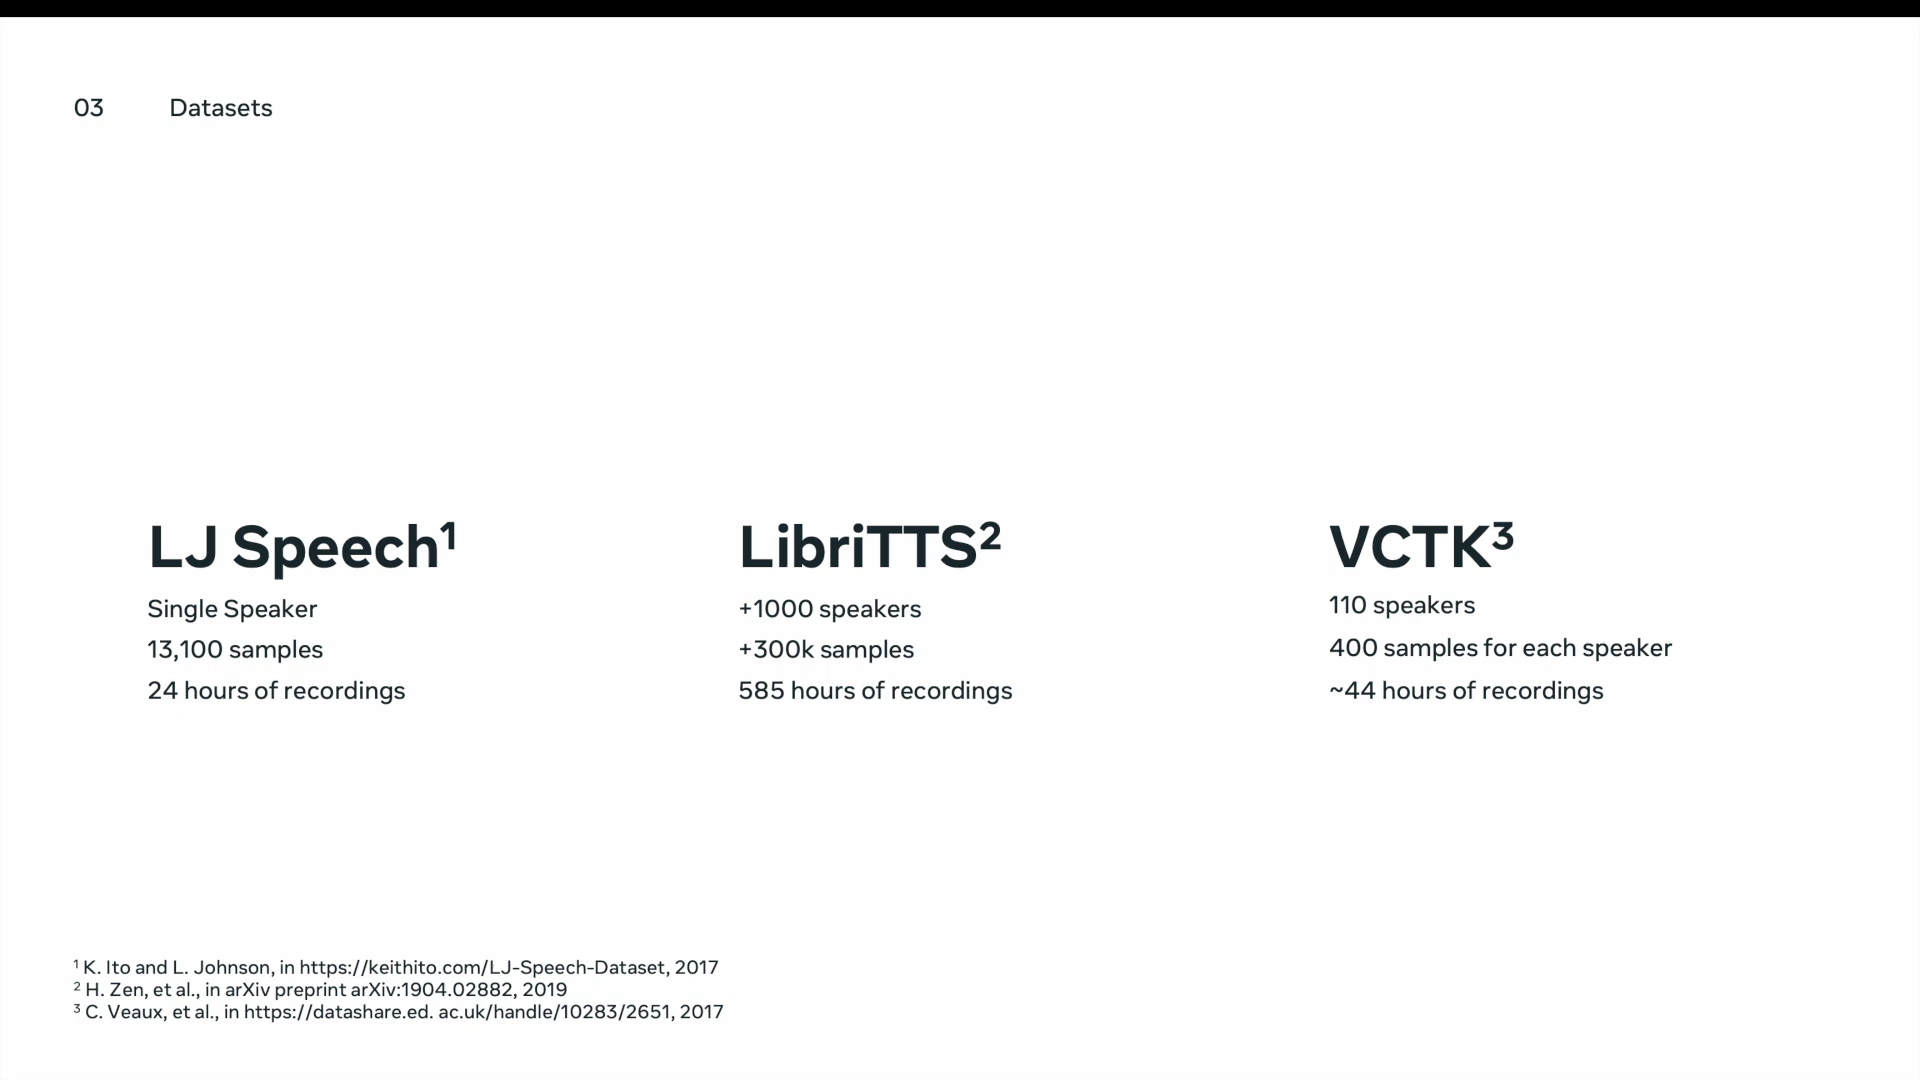 03 Datasets
LJ Speech¹
Single Speaker
13,100 samples
24 hours of recordings
LibriTTS²
+1000 speakers
+300k samples
585 hours of recordings
VCTK³
110 speakers
400 samples for each speaker
~44 hours of recordings
¹ K. Ito and L. Johnson, in https://keithito.com/LJ-Speech-Dataset, 2017
² H. Zen, et al., in arXiv preprint arXiv:1904.02882, 2019
³ C. Veaux, et al., in https://datashare.ed. ac.uk/handle/10283/2651, 2017